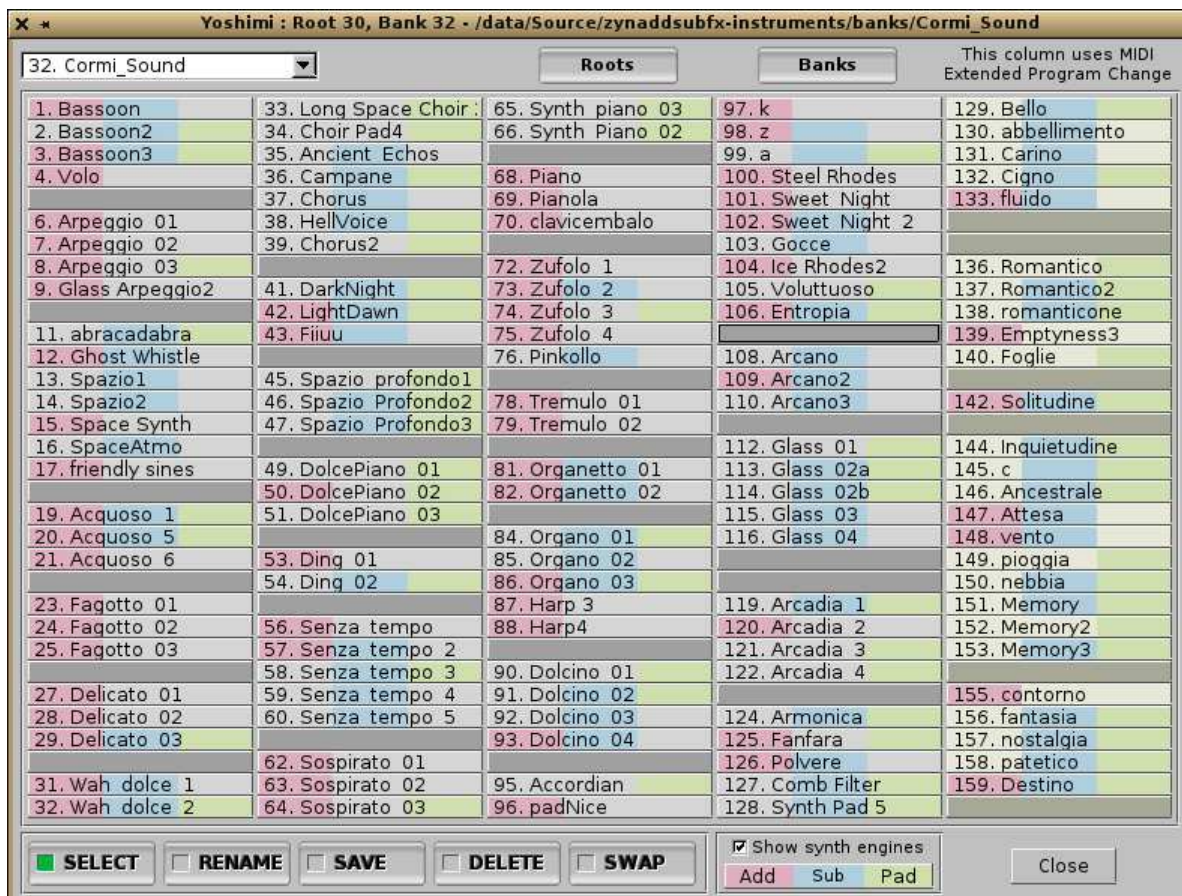 Yoshimi : Root 30, Bank 32 - /data/Source/zynaddsubfx-instruments/banks/Cormi_Sound
32. Cormi_Sound
Roots
Banks
This column uses MIDI
Extended Program Change
1. Bassoon
2. Bassoon2
3. Bassoon3
4. Volo
6. Arpeggio 01
7. Arpeggio 02
8. Arpeggio 03
9. Glass Arpeggio2
11. abracadabra
12. Ghost Whistle
13. Spazio1
14. Spazio2
15. Space Synth
16. SpaceAtmo
17. friendly sines
19. Acquoso 1
20. Acquoso 5
21. Acquoso 6
23. Fagotto 01
24. Fagotto 02
25. Fagotto 03
27. Delicato 01
28. Delicato 02
29. Delicato 03
31. Wah dolce 1
32. Wah dolce 2
33. Long Space Choir
34. Choir Pad4
35. Ancient Echos
36. Campane
37. Chorus
38. HellVoice
39. Chorus2
41. DarkNight
42. LightDawn
43. Fiiuu
45. Spazio profondo1
46. Spazio Profondo2
47. Spazio Profondo3
49. DolcePiano 01
50. DolcePiano 02
51. DolcePiano 03
53. Ding 01
54. Ding 02
56. Senza tempo
57. Senza tempo 2
58. Senza tempo 3
59. Senza tempo 4
60. Senza tempo 5
62. Sospirato 01
63. Sospirato 02
64. Sospirato 03
65. Synth piano 03
66. Synth Piano 02
68. Piano
69. Pianola
70. clavicembalo
72. Zufolo 1
73. Zufolo 2
74. Zufolo 3
75. Zufolo 4
76. Pinkollo
78. Tremulo 01
79. Tremulo 02
81. Organetto 01
82. Organetto 02
84. Organo 01
85. Organo 02
86. Organo 03
87. Harp 3
88. Harp4
90. Dolcino 01
91. Dolcino 02
92. Dolcino 03
93. Dolcino 04
95. Accordian
96. padNice
97. k
98. z
99. a
100. Steel Rhodes
101. Sweet Night
102. Sweet Night 2
103. Gocce
104. Ice Rhodes2
105. Voluttuoso
106. Entropia
108. Arcano
109. Arcano2
110. Arcano3
112. Glass 01
113. Glass 02a
114. Glass 02b
115. Glass 03
116. Glass 04
119. Arcadia 1
120. Arcadia 2
121. Arcadia 3
122. Arcadia 4
124. Armonica
125. Fanfara
126. Polvere
127. Comb Filter
128. Synth Pad 5
129. Bello
130. abbellimento
131. Carino
132. Cigno
133. fluido
136. Romantico
137. Romantico2
138. romanticone
139. Emptyness3
140. Foglie
142. Solitudine
144. Inquietudine
145. c
146. Ancestrale
147. Attesa
148. vento
149. pioggia
150. nebbia
151. Memory
152. Memory2
153. Memory3
155. contorno
156. fantasia
157. nostalgia
158. patetico
159. Destino
SELECT
RENAME
SAVE
DELETE
SWAP
Show synth engines
Add Sub Pad
Close